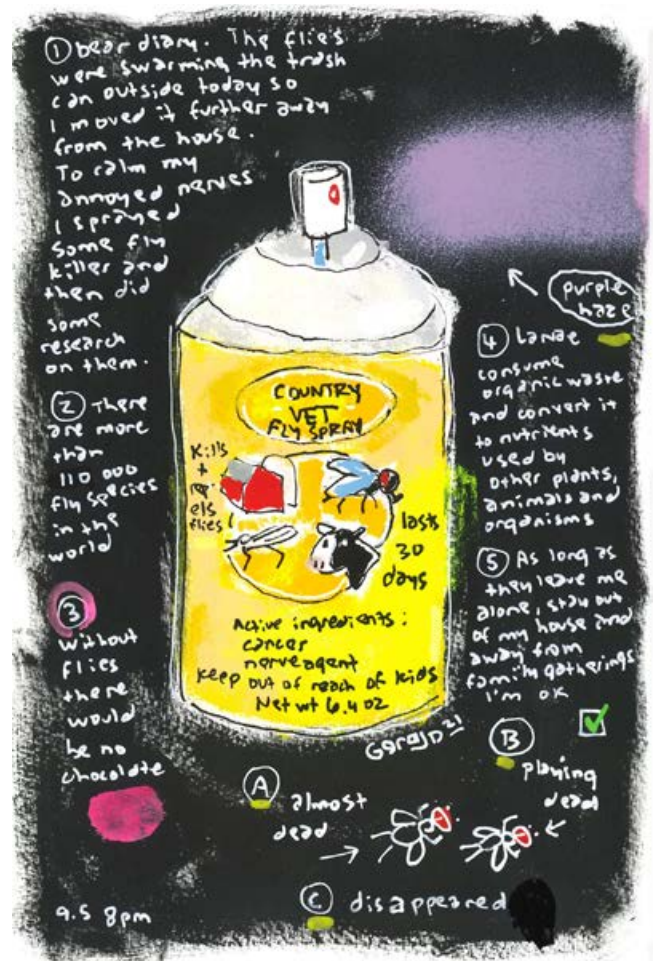 ① bear diary. The flies
were swarming the trash
can outside today so
I moved it further away
from the house.
To calm my
annoyed nerves
I sprayed
some fly
killer and
then did
some
research
on them.
② There
are more
than
110 000
fly species
in the
world
③
without
flies
there
would
be no
chocolate
9.5 8pm
COUNTRY
VET
FLY SPRAY
Kills
+
rep
els
flies
lasts
30
days
Active ingredients:
cancer
nerve agent
keep out of reach of kids
Net wt 6.4 oz
purple
haze
④ Larvae
consume
organic waste
and convert it
to nutrients
used by
other plants,
animals and
organisms
⑤ As long as
they leave me
alone, stay out
of my house and
away from
family gatherings
I'm OK
Ⓐ
almost
dead
Ⓑ
playing
dead
Ⓒ disappeared